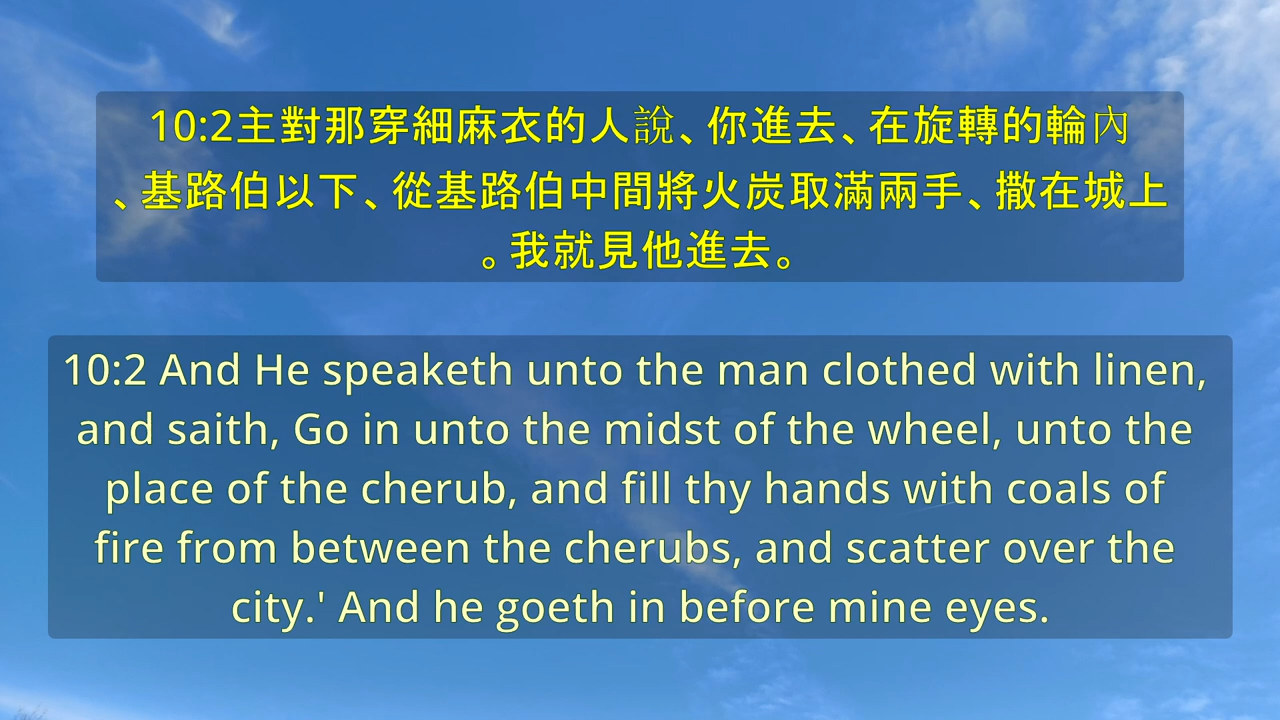 10:2主對那穿細麻衣的人說、你進去、在旋轉的輪內
、基路伯以下、從基路伯中間將火炭取滿兩手、撒在城上
。我就見他進去。
10:2 And He speaketh unto the man clothed with linen,
and saith, Go in unto the midst of the wheel, unto the
place of the cherub, and fill thy hands with coals of
fire from between the cherubs, and scatter over the
city.' And he goeth in before mine eyes.